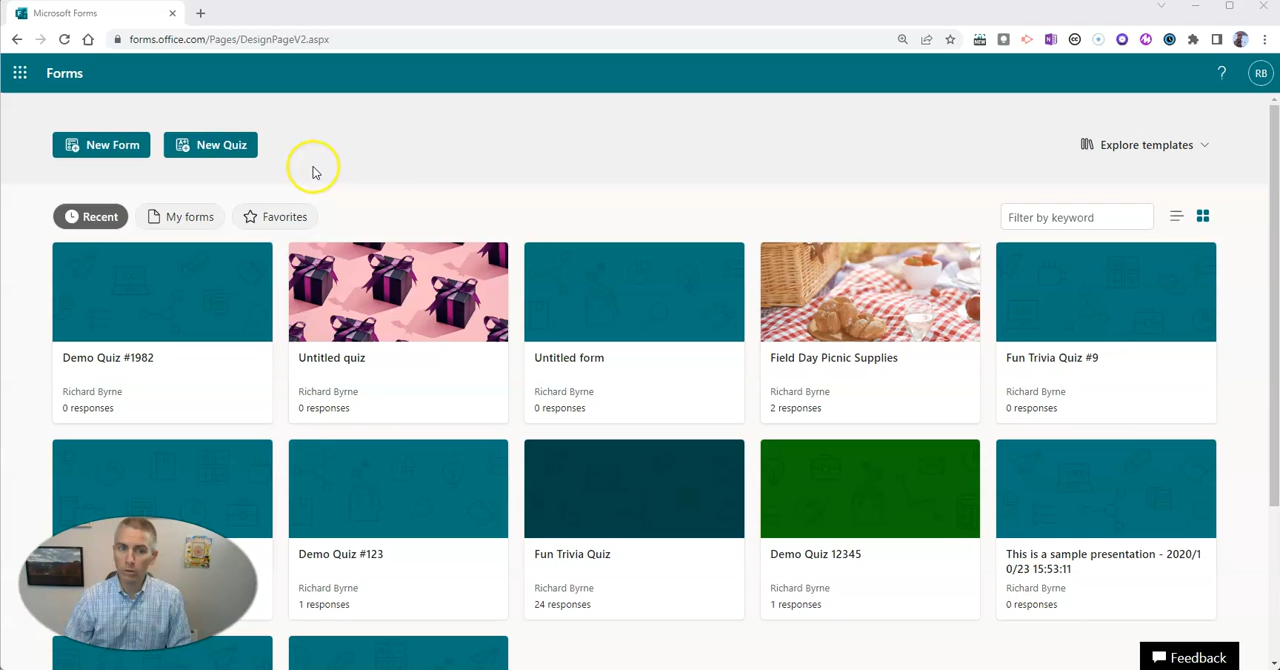 Microsoft Forms
forms.office.com/Pages/DesignPageV2.aspx
NEW
CC
Forms
?
RB
New Form
New Quiz
Explore templates
Recent
My forms
Favorites
Filter by keyword
Demo Quiz #1982
Richard Byrne
0 responses
Untitled quiz
Richard Byrne
0 responses
Untitled form
Richard Byrne
0 responses
Field Day Picnic Supplies
Richard Byrne
2 responses
Fun Trivia Quiz #9
Richard Byrne
0 responses
Demo Quiz #123
Richard Byrne
1 responses
Fun Trivia Quiz
Richard Byrne
24 responses
Demo Quiz 12345
Richard Byrne
1 responses
This is a sample presentation - 2020/1
0/23 15:53:11
Richard Byrne
0 responses
Feedback